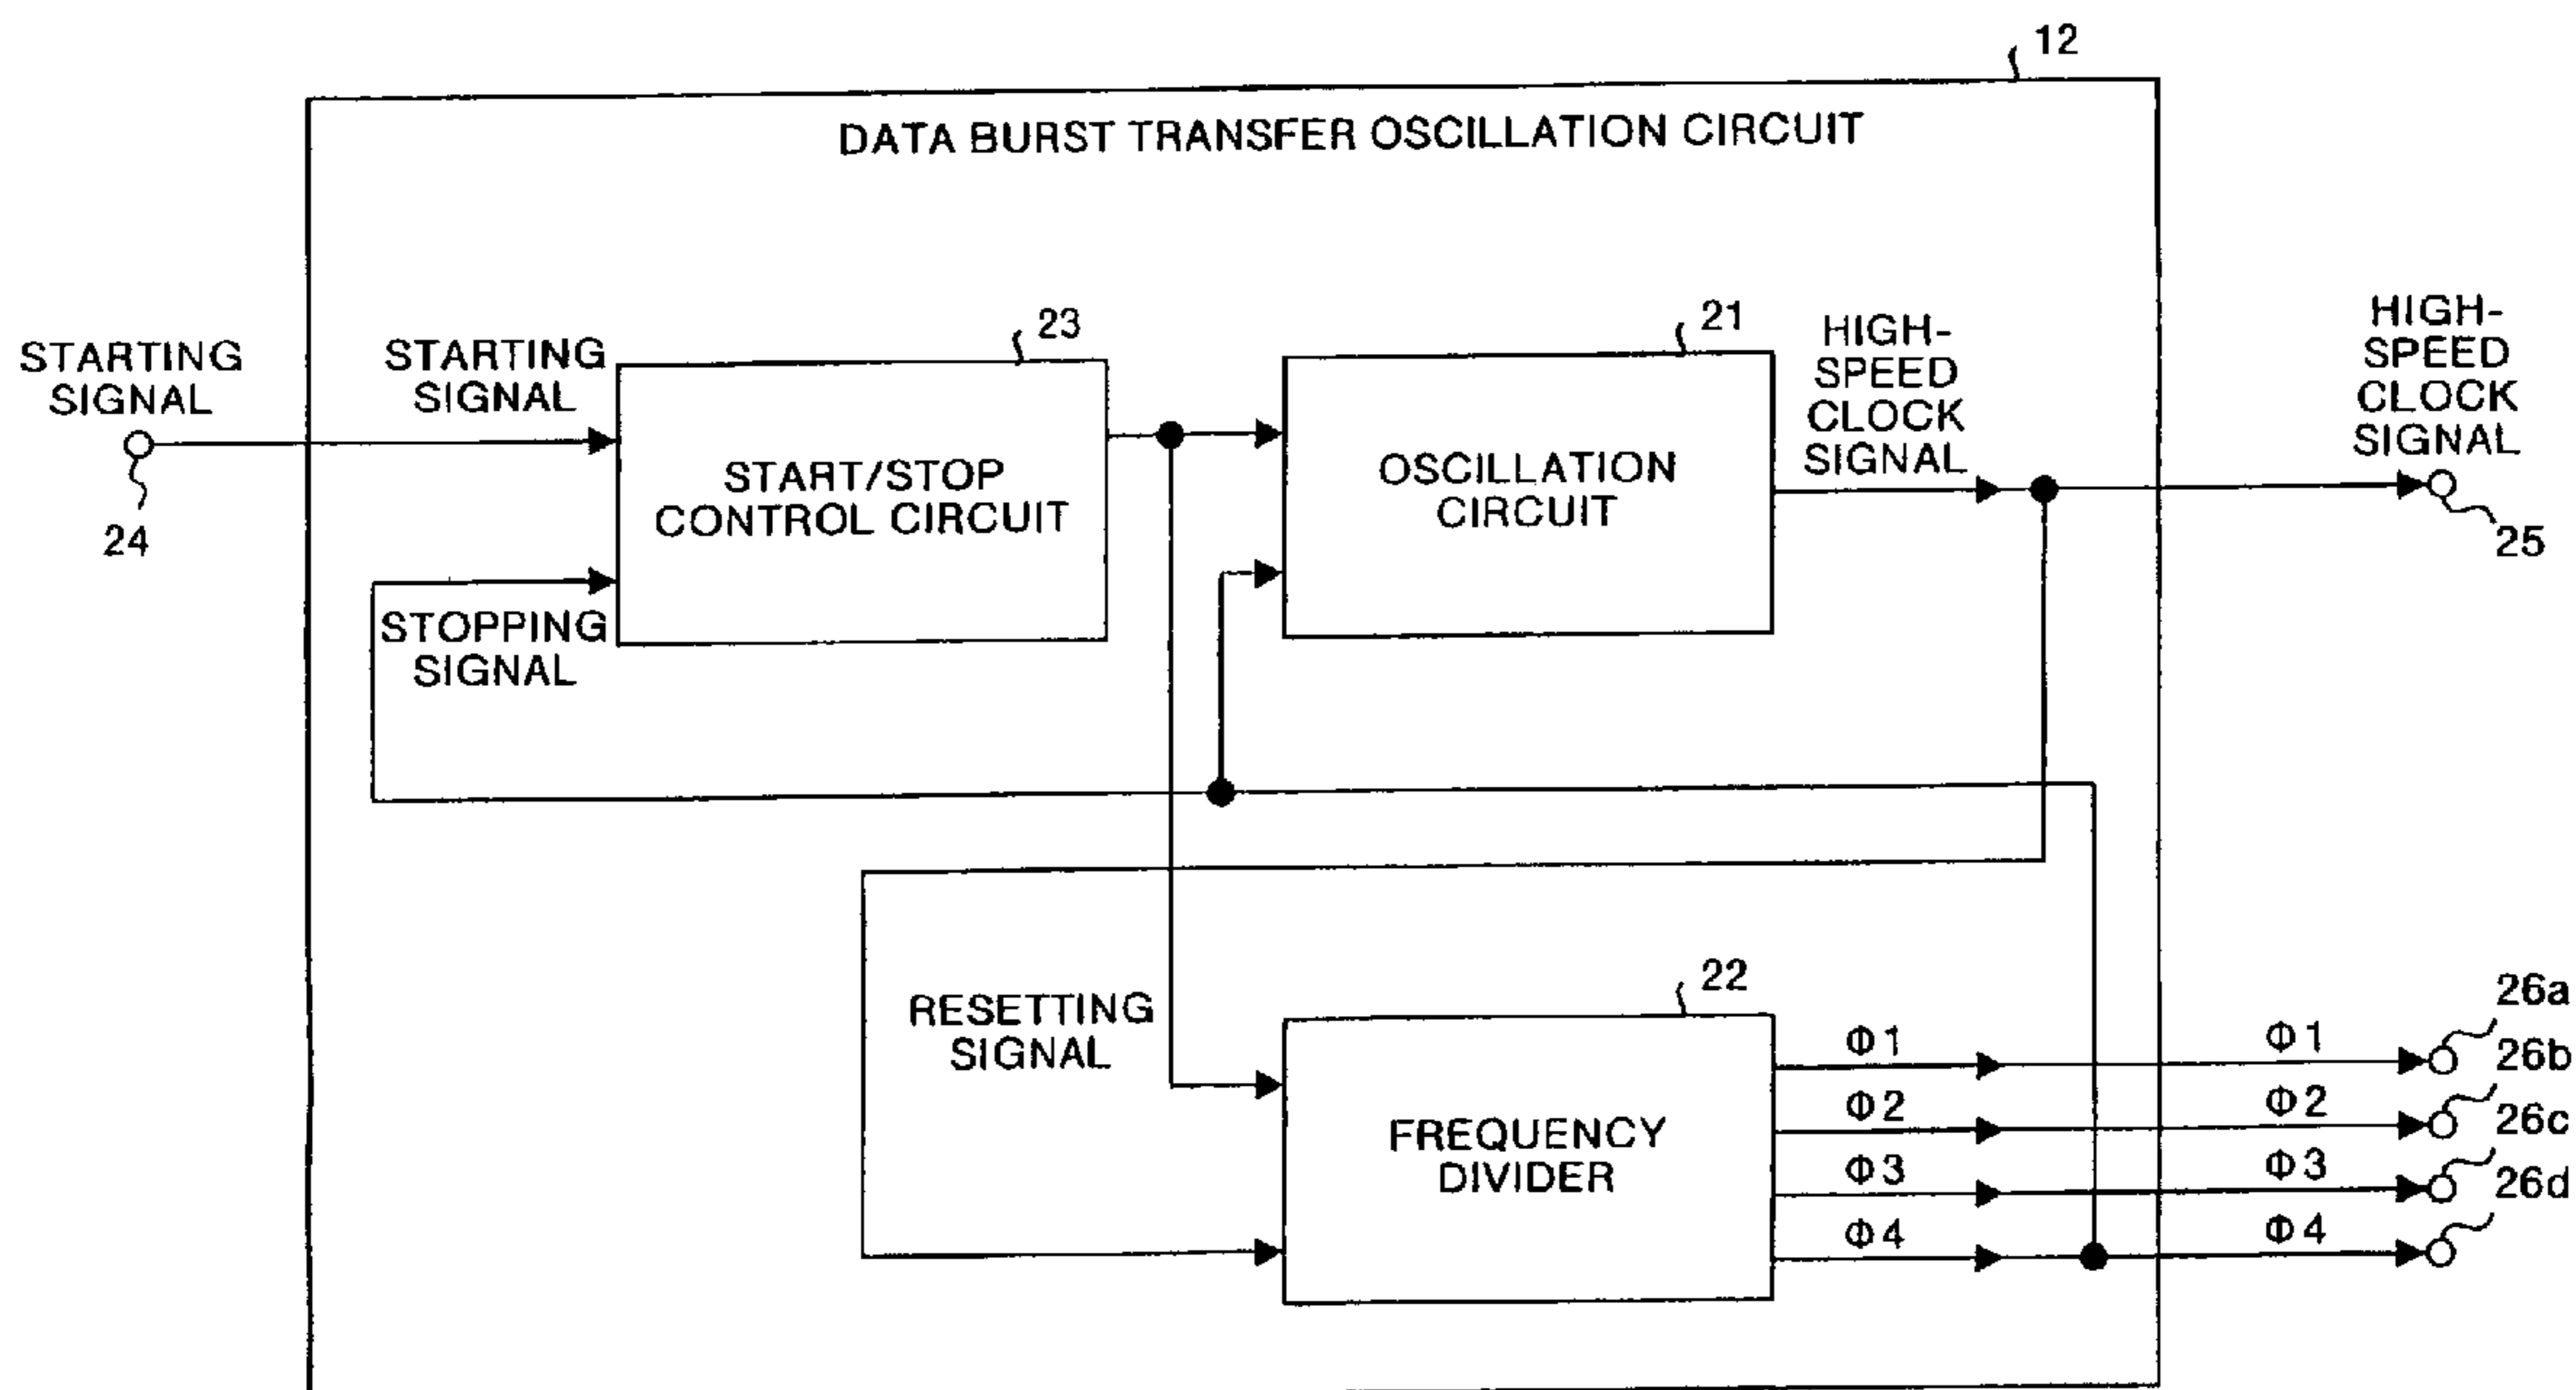 12
DATA BURST TRANSFER OSCILLATION CIRCUIT
STARTING
SIGNAL
24
STARTING
SIGNAL
STOPPING
SIGNAL
23
START/STOP
CONTROL CIRCUIT
21
OSCILLATION
CIRCUIT
HIGH-
SPEED
CLOCK
SIGNAL
HIGH-
SPEED
CLOCK
SIGNAL
25
RESETTING
SIGNAL
22
FREQUENCY
DIVIDER
Φ1
Φ2
Φ3
Φ4
Φ1
Φ2
Φ3
Φ4
26a
26b
26c
26d